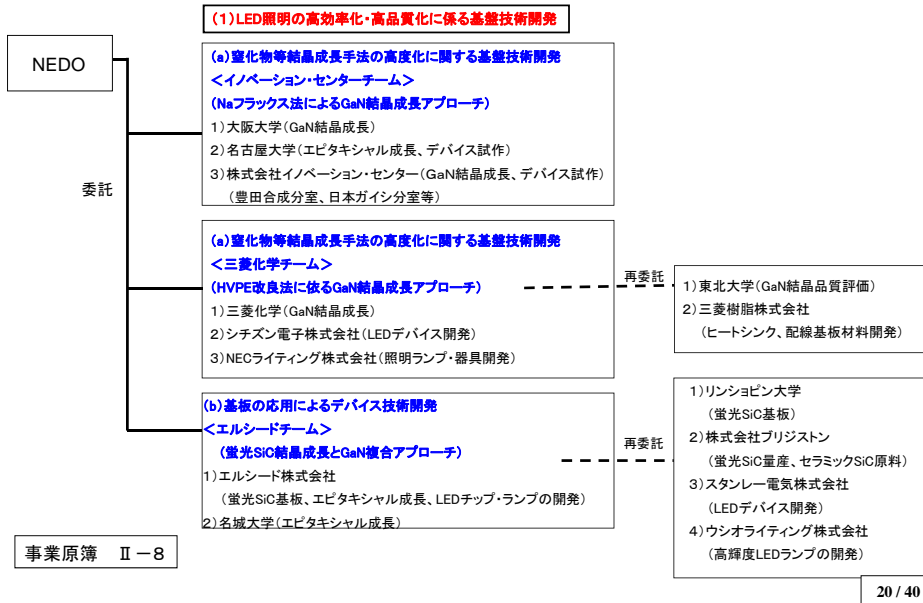 (1)LED照明の高効率化・高品質化に係る基盤技術開発
NEDO
委託
(a)窒化物等結晶成長手法の高度化に関する基盤技術開発
＜イノベーション・センターチーム＞
(Naフラックス法によるGaN結晶成長アプローチ)
1)大阪大学(GaN結晶成長)
2)名古屋大学(エピタキシャル成長、デバイス試作)
3)株式会社イノベーション・センター(GaN結晶成長、デバイス試作)
(豊田合成分室、日本ガイシ分室等)
(a)窒化物等結晶成長手法の高度化に関する基盤技術開発
＜三菱化学チーム＞
(HVPE改良法に依るGaN結晶成長アプローチ)
1)三菱化学(GaN結晶成長)
2)シチズン電子株式会社(LEDデバイス開発)
3)NECライティング株式会社(照明ランプ・器具開発)
再委託
1)東北大学(GaN結晶品質評価)
2)三菱樹脂株式会社
(ヒートシンク、配線基板材料開発)
(b)基板の応用によるデバイス技術開発
＜エルシードチーム＞
(蛍光SiC結晶成長とGaN複合アプローチ)
1)エルシード株式会社
(蛍光SiC基板、エピタキシャル成長、LEDチップ・ランプの開発)
2)名城大学(エピタキシャル成長)
再委託
1)リンショピン大学
(蛍光SiC基板)
2)株式会社ブリジストン
(蛍光SiC量産、セラミックSiC原料)
3)スタンレー電気株式会社
(LEDデバイス開発)
4)ウシオライティング株式会社
(高輝度LEDランプの開発)
事業原簿 Ⅱ－8
20 / 40